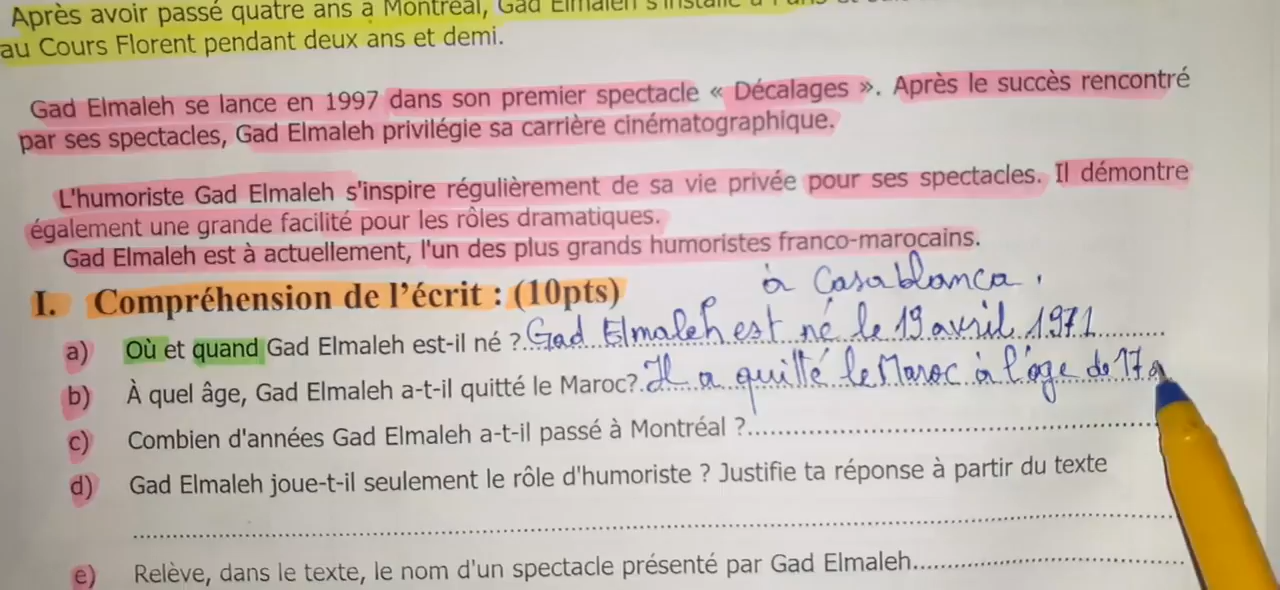 Après avoir passé quatre ans à Montréal, Gad Elmaleh s'installe à
au Cours Florent pendant deux ans et demi.
Gad Elmaleh se lance en 1997 dans son premier spectacle « Décalages ». Après le succès rencontré
par ses spectacles, Gad Elmaleh privilégie sa carrière cinématographique.
L'humoriste Gad Elmaleh s'inspire régulièrement de sa vie privée pour ses spectacles. Il démontre
également une grande facilité pour les rôles dramatiques.
Gad Elmaleh est à actuellement, l'un des plus grands humoristes franco-marocains.
I. Compréhension de l'écrit : (10pts)
à Casablanca.
a) Où et quand Gad Elmaleh est-il né ? Gad Elmaleh est né le 19 avril 1971
b) À quel âge, Gad Elmaleh a-t-il quitté le Maroc? Il a quitté le Maroc à l'âge de 17 a
c) Combien d'années Gad Elmaleh a-t-il passé à Montréal ?
d) Gad Elmaleh joue-t-il seulement le rôle d'humoriste ? Justifie ta réponse à partir du texte
e) Relève, dans le texte, le nom d'un spectacle présenté par Gad Elmaleh